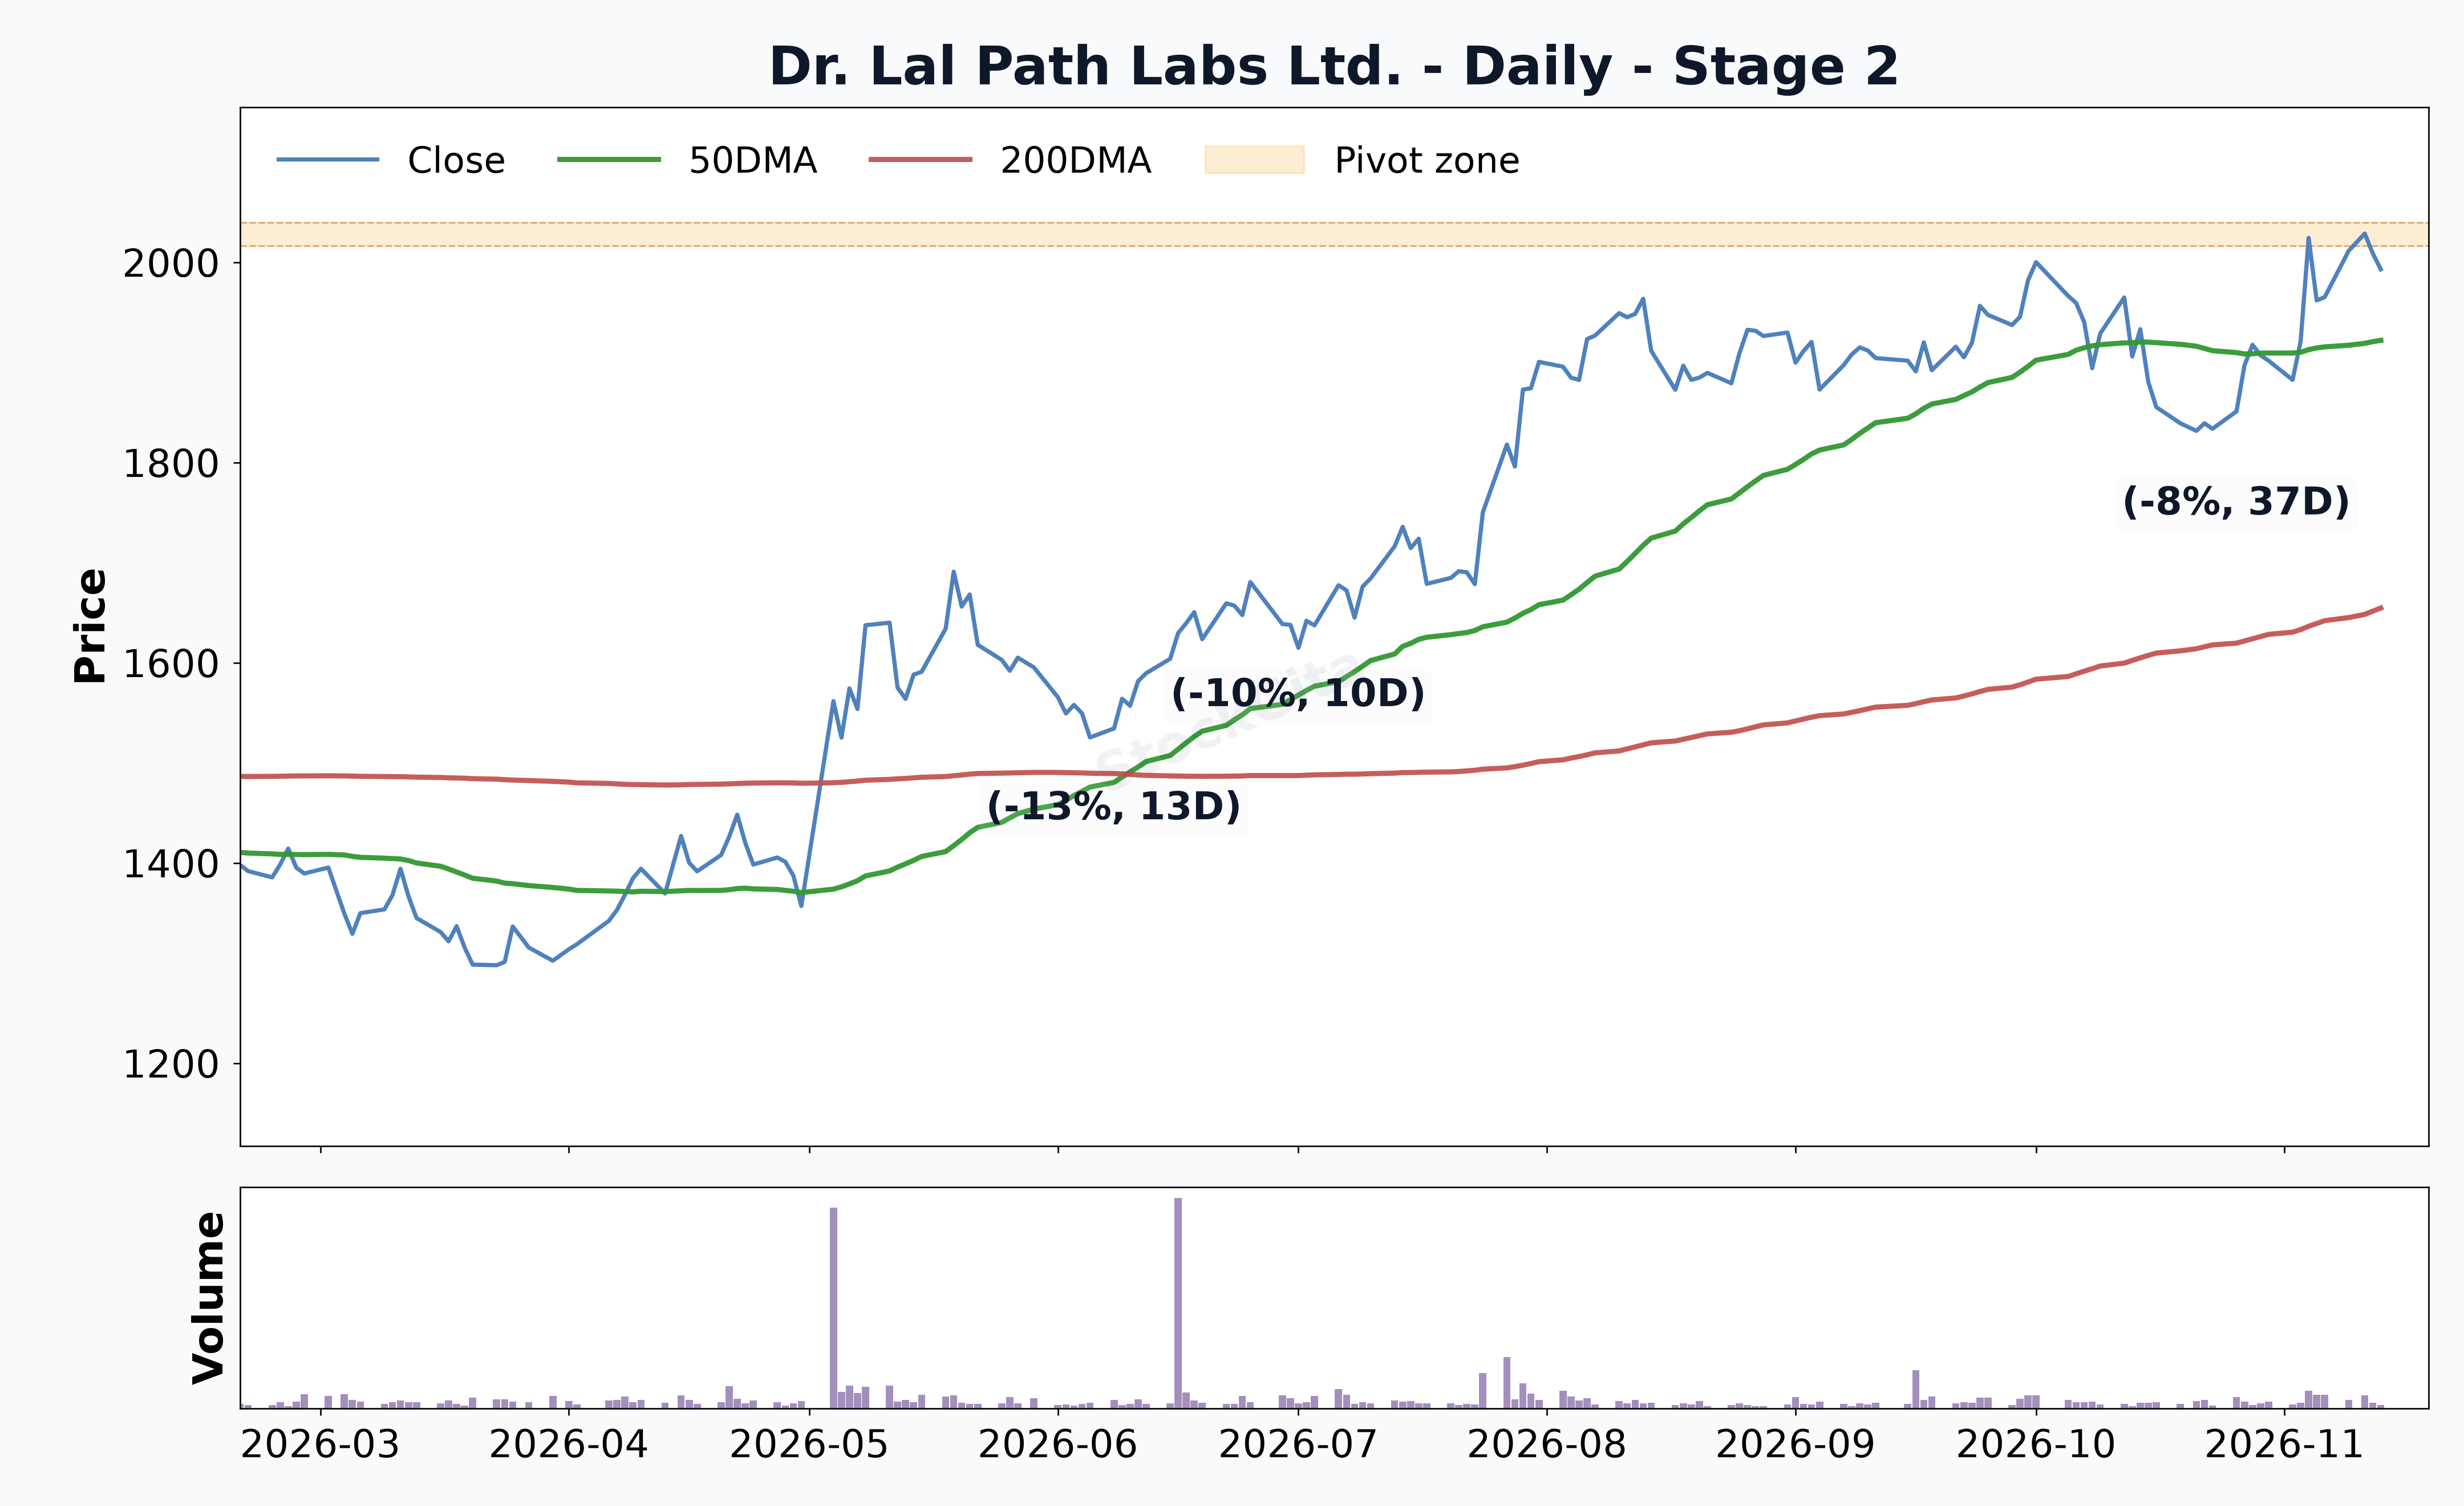 Dr. Lal Path Labs Ltd. - Daily - Stage 2
Close 50DMA 200DMA Pivot zone
Price
2000
1800
1600
1400
1200
(-8%, 37D)
(-10%, 10D)
(-13%, 13D)
Volume
2026-03 2026-04 2026-05 2026-06 2026-07 2026-08 2026-09 2026-10 2026-11